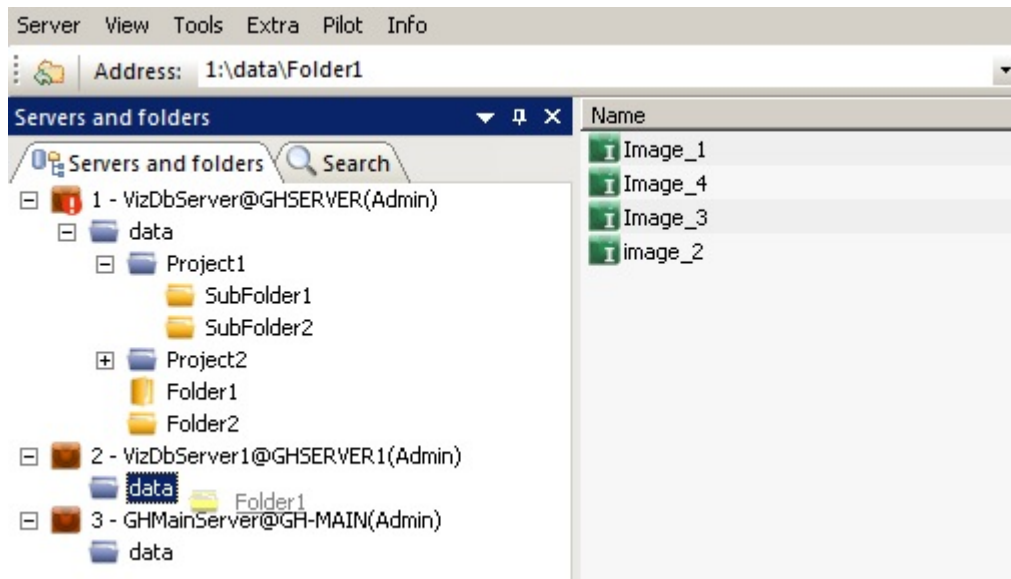 Server View Tools Extra Pilot Info
Address: 1:\data\Folder1
Servers and folders
Servers and folders Search
1 - VizDbServer@GHSERVER(Admin)
data
Project1
SubFolder1
SubFolder2
Project2
Folder1
Folder2
2 - VizDbServer1@GHSERVER1(Admin)
data
Folder1
3 - GHMainServer@GH-MAIN(Admin)
data
Name
Image_1
Image_4
Image_3
image_2